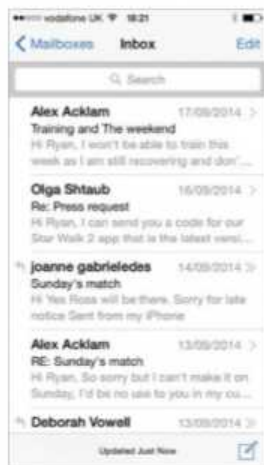 vodafone UK 18:21
Mailboxes Inbox Edit
Search
Alex Acklam 17/09/2014
Training and The weekend
Hi Ryan, I won't be able to train this
week as I am still recovering and don'...
Olga Shtaub 16/09/2014
Re: Press request
Hi Ryan, I can send you a code for our
Star Walk 2 app that is the latest versi...
joanne gabrieledes 14/09/2014
Sunday's match
Hi Yes Ross will be there. Sorry for late
notice Sent from my iPhone
Alex Acklam 13/09/2014
RE: Sunday's match
Hi Ryan, So sorry but I can't make it on
Sunday, I'd be no use to you in my cu...
Deborah Vowell 13/09/2014
Updated Just Now